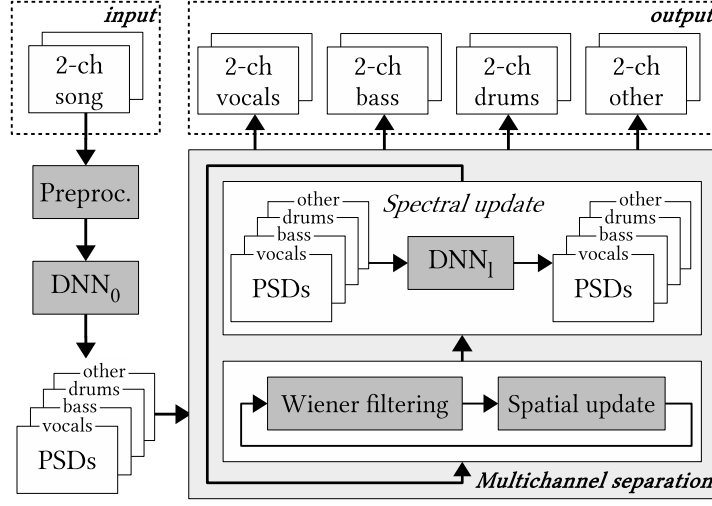 input
2-ch
song
Preproc.
DNN0
other
drums
bass
vocals
PSDs
output
2-ch
vocals
2-ch
bass
2-ch
drums
2-ch
other
Spectral update
other
drums
bass
vocals
PSDs
DNNl
other
drums
bass
vocals
PSDs
Wiener filtering
Spatial update
Multichannel separation